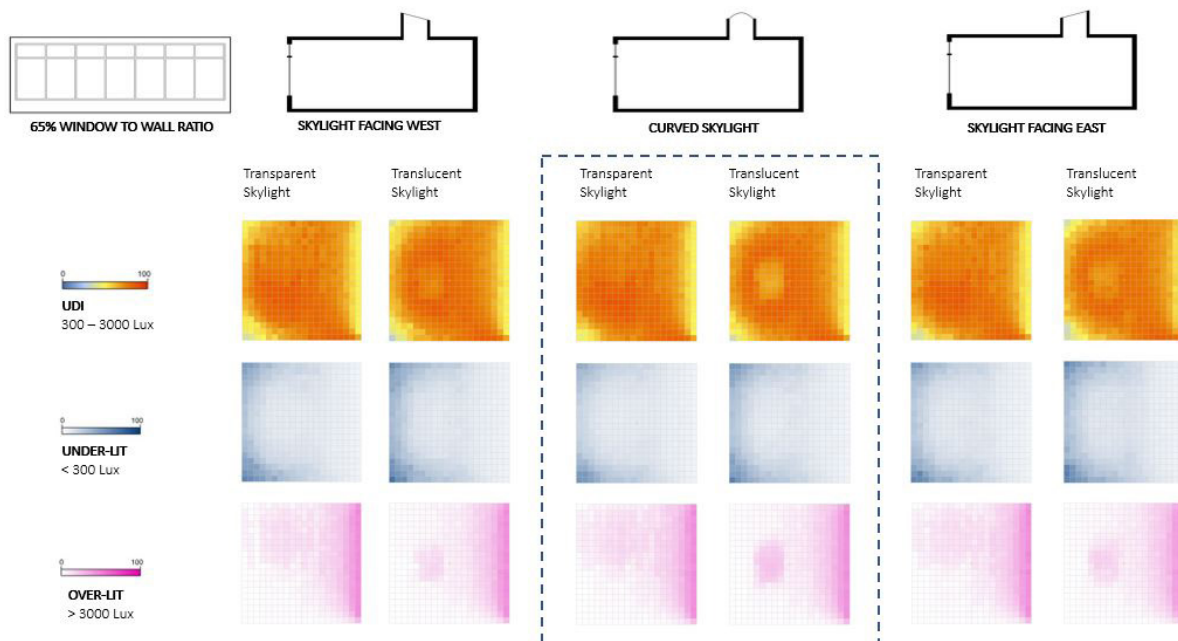 65% WINDOW TO WALL RATIO
SKYLIGHT FACING WEST
CURVED SKYLIGHT
SKYLIGHT FACING EAST
Transparent
Skylight
Translucent
Skylight
Transparent
Skylight
Translucent
Skylight
Transparent
Skylight
Translucent
Skylight
0 100
UDI
300 – 3000 Lux
0 100
UNDER-LIT
< 300 Lux
0 100
OVER-LIT
> 3000 Lux